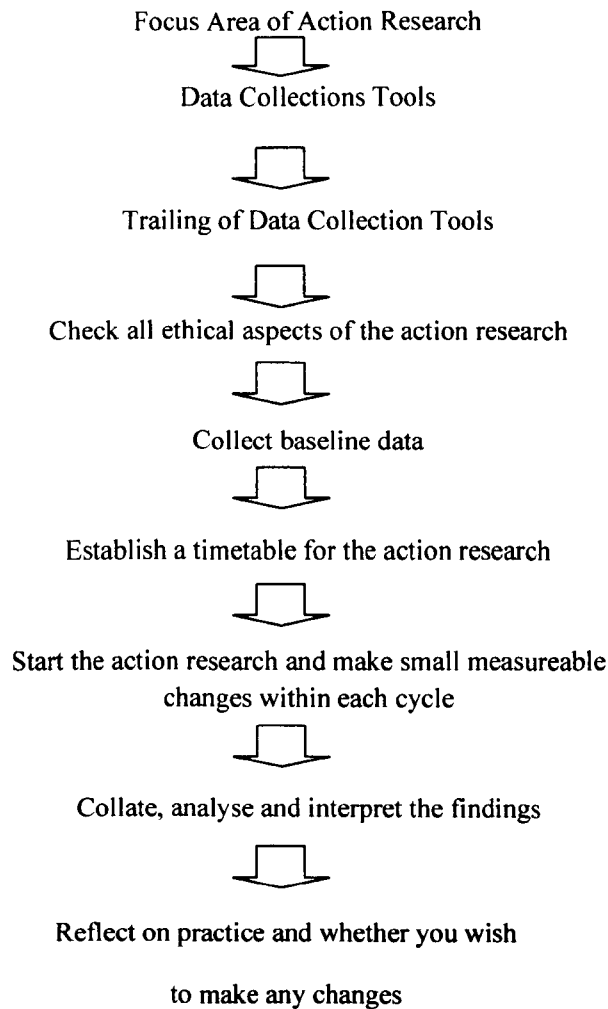 Focus Area of Action Research
Data Collections Tools
Trailing of Data Collection Tools
Check all ethical aspects of the action research
Collect baseline data
Establish a timetable for the action research
Start the action research and make small measureable
changes within each cycle
Collate, analyse and interpret the findings
Reflect on practice and whether you wish
to make any changes